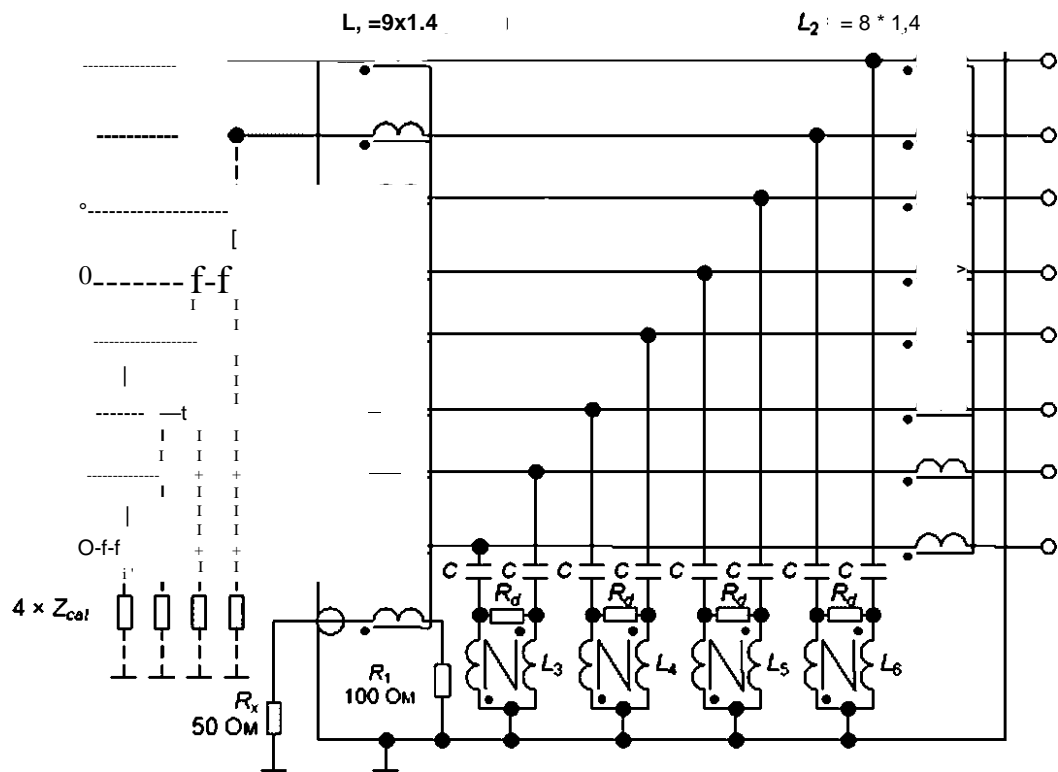 L, =9x1.4
L2 = 8 * 1,4
°
[
0 f-f
I I
I
I
|
I
I
—t
I I I
I I I
+ +
I I I
|
I I
I I
O-f-f + +
i' I I
C C C C C C C C
4 × Zcal
Rd Rd Rd Rd
L3 L4 L5 L6
R1
100 Ом
Rx
50 Ом